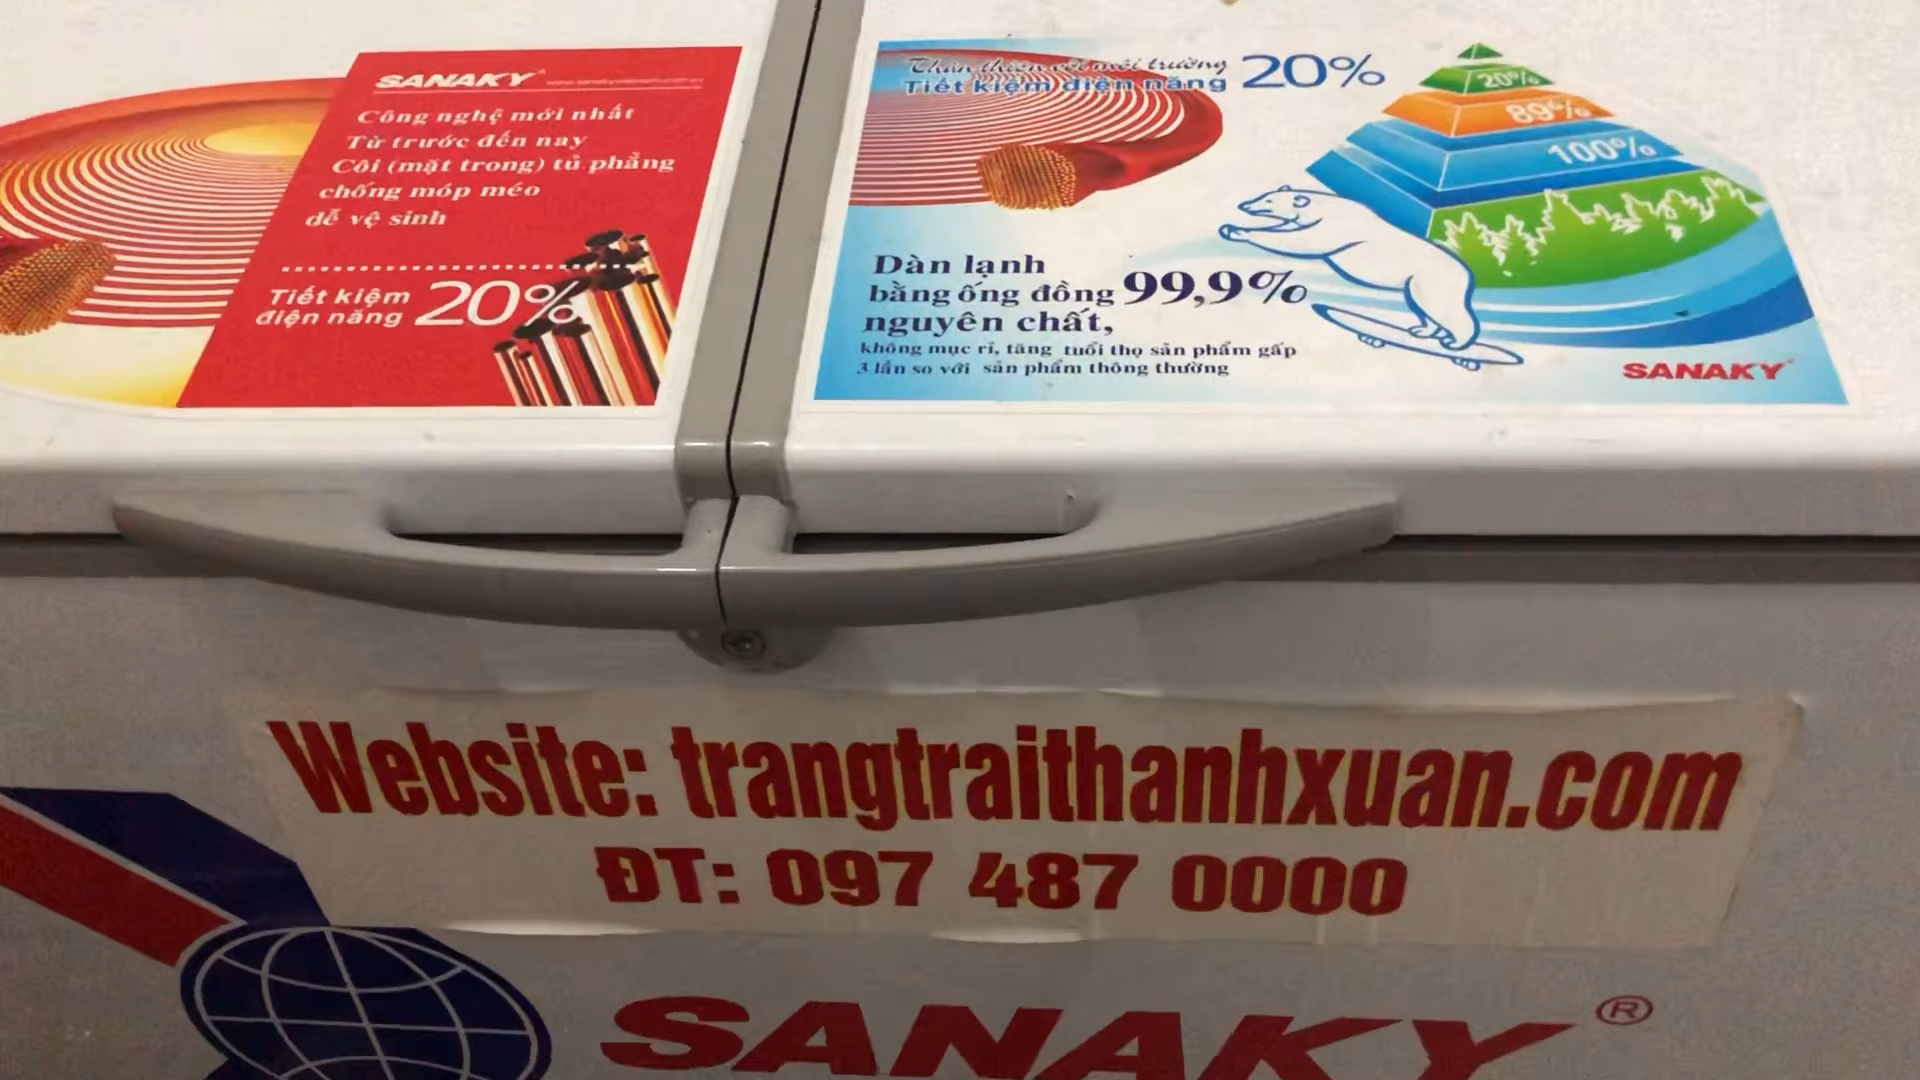 SANAKY
Công nghệ mới nhất
Từ trước đến nay
Côi (mặt trong) tủ phẳng
chống móp méo
dễ vệ sinh
Tiết kiệm
điện năng 20%
Thân thiện với môi trường
Tiết kiệm điện năng 20%
20%
89%
100%
Dàn lạnh
bằng ống đồng 99,9%
nguyên chất,
không mục rỉ, tăng tuổi thọ sản phẩm gấp
3 lần so với sản phẩm thông thường
SANAKY
Website: trangtraithanhxuan.com
ĐT: 097 487 0000
SANAKY ®